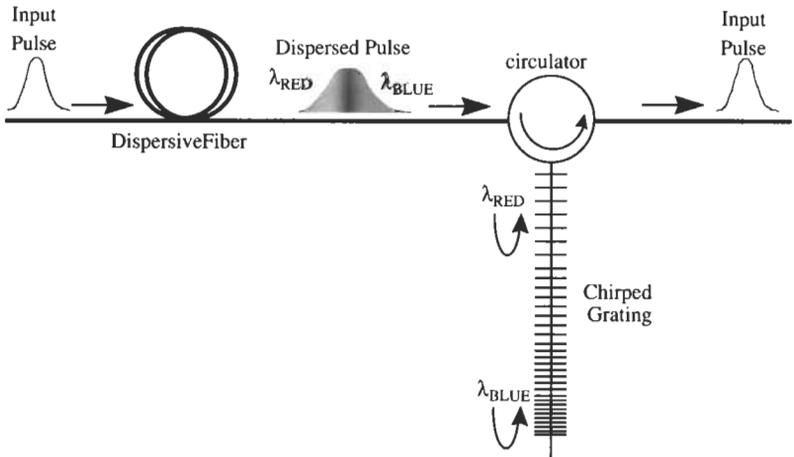 Input
Pulse
DispersiveFiber
Dispersed Pulse
λRED
λBLUE
circulator
Input
Pulse
λRED
Chirped
Grating
λBLUE